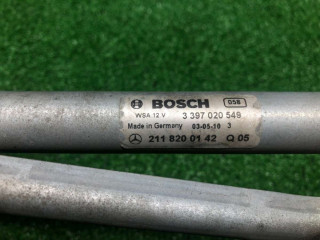 BOSCH 058
WSA 12 V 3 397 020 549
Made in Germany 03-05-16 3
211 820 01 42 Q 05